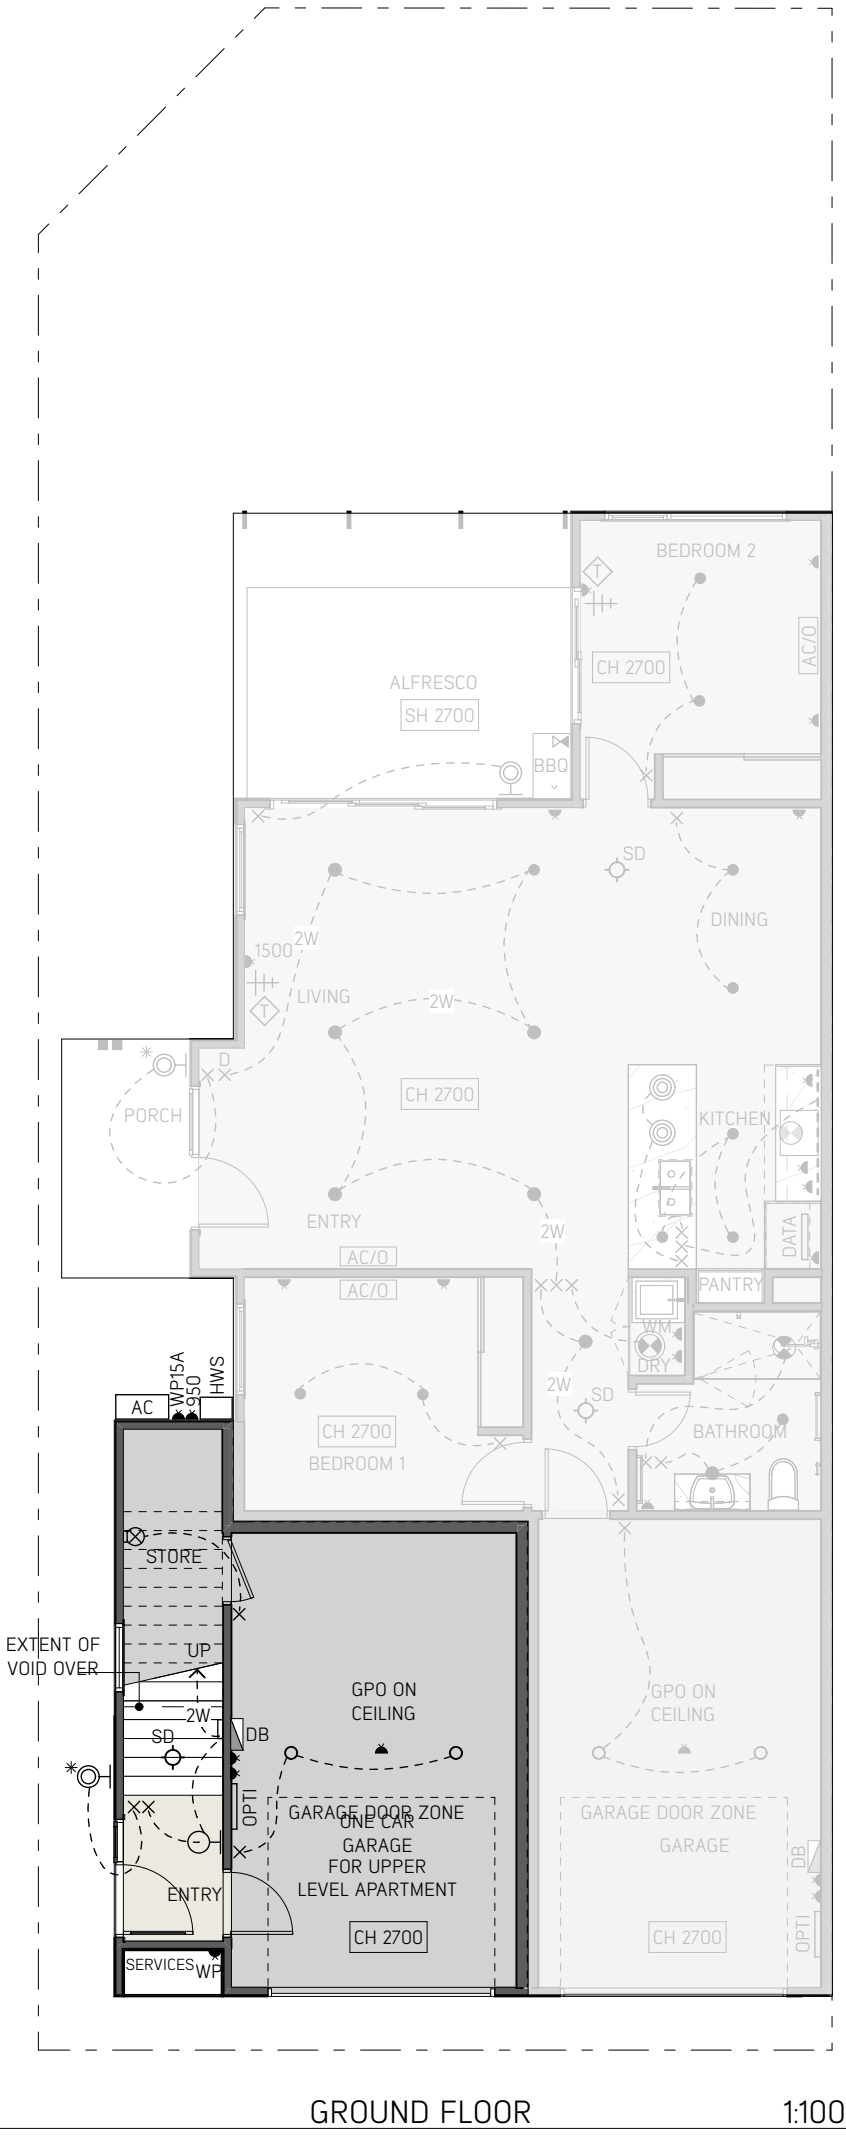 BEDROOM 2
T
AC/O
CH 2700
ALFRESCO
SH 2700
BBQ
SD
DINING
2W
1500
LIVING
T
2W
D
PORCH
CH 2700
KITCHEN
ENTRY
2W
DATA
AC/O
AC/O
PANTRY
WM
DRY
WP15A
950
HWS
AC
2W
SD
CH 2700
BATHROOM
BEDROOM 1
STORE
EXTENT OF
VOID OVER
UP
GPO ON
CEILING
GPO ON
CEILING
2W
SD
DB
OPTI
GARAGE DOOR ZONE
ONE CAR
GARAGE
FOR UPPER
LEVEL APARTMENT
GARAGE DOOR ZONE
GARAGE
DB
ENTRY
CH 2700
CH 2700
OPTI
SERVICES
WP
GROUND FLOOR
1:100